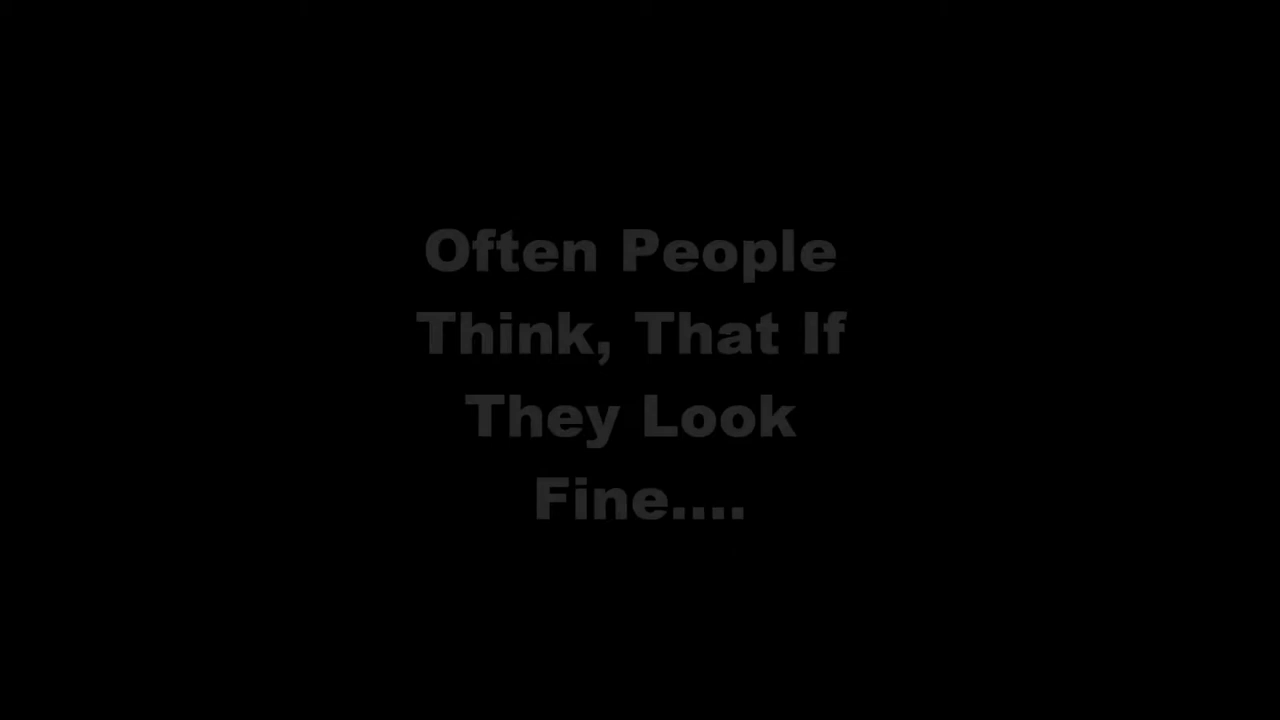 Often People
Think, That If
They Look
Fine....